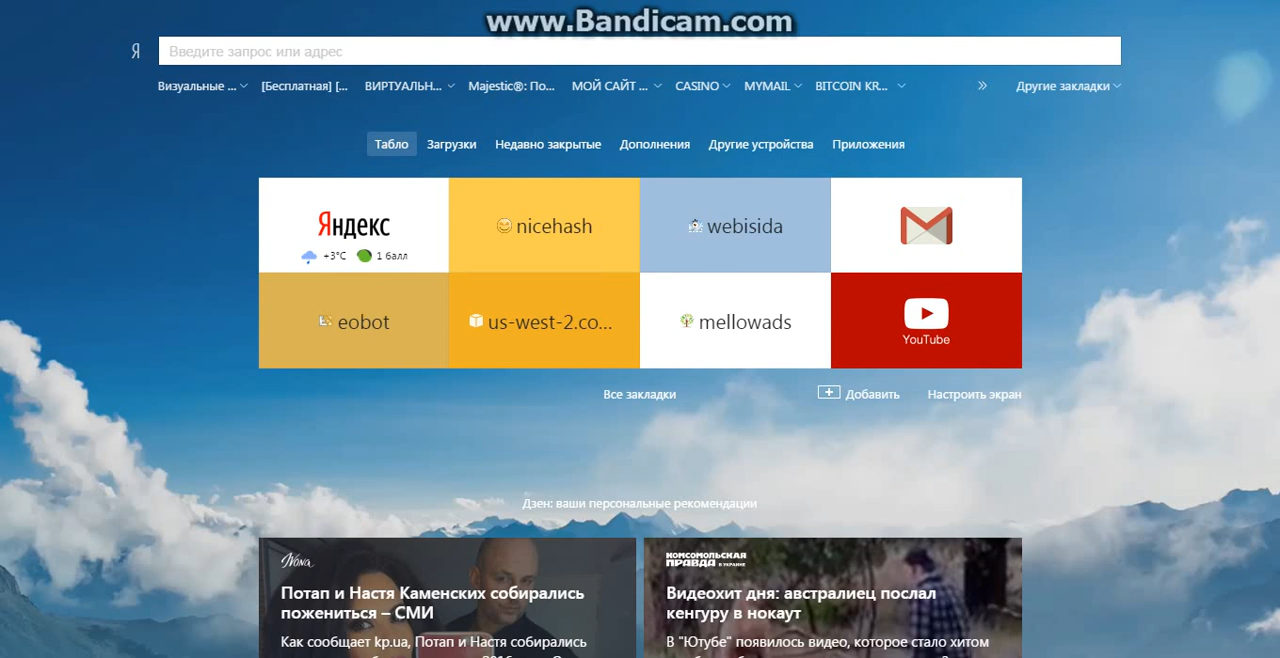 www.Bandicam.com
Я
Введите запрос или адрес
Визуальные ... [Бесплатная] [... ВИРТУАЛЬН... Majestic®: По... МОЙ САЙТ ... CASINO MYMAIL BITCOIN KR... » Другие закладки
Табло Загрузки Недавно закрытые Дополнения Другие устройства Приложения
Яндекс
+3°C 1 балл
nicehash
webisida
eobot
us-west-2.co...
mellowads
YouTube
Все закладки
Добавить Настроить экран
Дзен: ваши персональные рекомендации
Nona
Потап и Настя Каменских собирались
пожениться – СМИ
Как сообщает kp.ua, Потап и Настя собирались
КОМСОМОЛЬСКАЯ
ПРАВДА В УКРАИНЕ
Видеохит дня: австралиец послал
кенгуру в нокаут
В "Ютубе" появилось видео, которое стало хитом